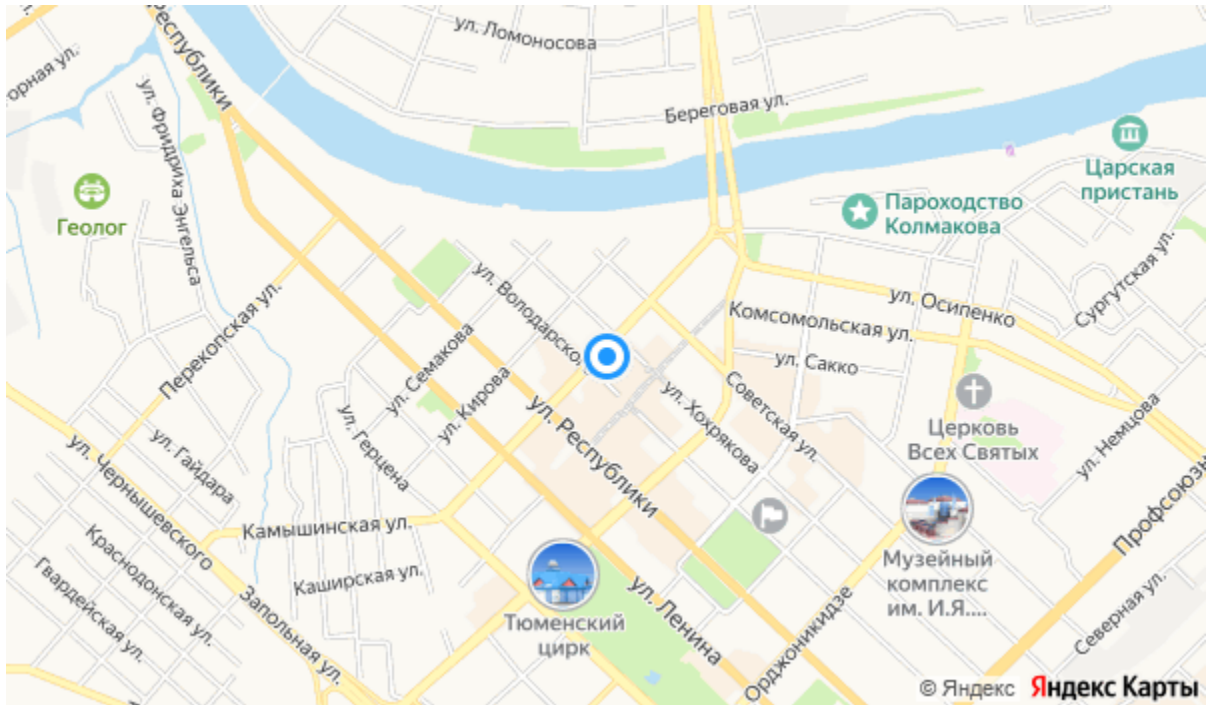 Республики
ул. Ломоносова
орная ул.
Береговая ул.
ул. Фридриха Энгельса
Царская
пристань
Геолог
Пароходство
Колмакова
ул. Володарско
ул. Осипенко
Сургутская ул.
Комсомольская ул.
Перекопская ул.
ул. Семакова
ул. Сакко
ул. Кирова
Советская ул.
ул. Хохрякова
Церковь
Всех Святых
ул. Немцова
ул. Республики
ул. Герцена
ул. Гайдара
ул. Чернышевского
Камышинская ул.
Профсоюзн
Краснодонская ул.
Каширская ул.
Музейный
комплекс
им. И.Я....
Гвардейская ул.
Запольная ул.
Тюменский
цирк
ул. Ленина
Орджоникидзе
Северная ул.
© Яндекс Яндекс Карты